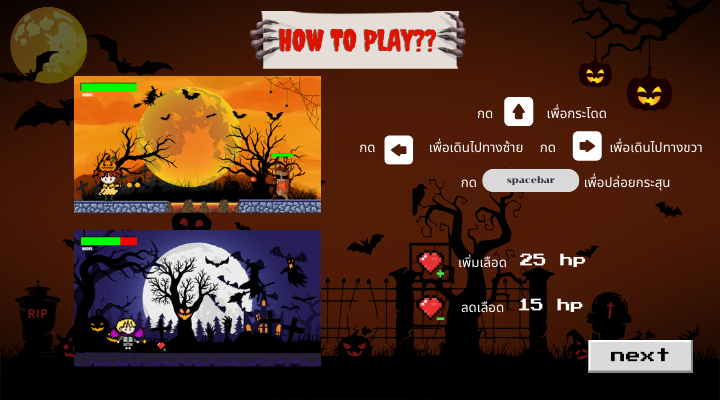 HOW TO PLAY??
กด เพื่อกระโดด
กด เพื่อเดินไปทางซ้าย กด เพื่อเดินไปทางขวา
กด spacebar เพื่อปล่อยกระสุน
เพิ่มเลือด 25 hp
ลดเลือด 15 hp
RIP
next